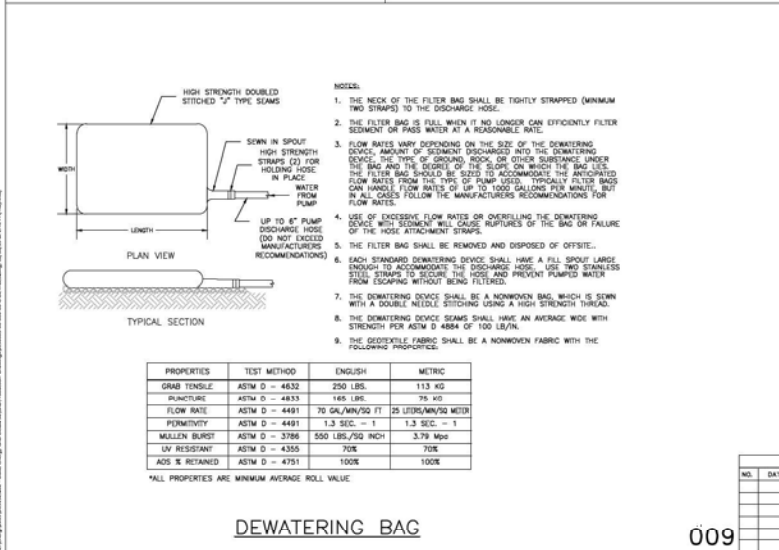 HIGH STRENGTH DOUBLED
STITCHED "J" TYPE SEAMS
SEWN IN SPOUT
HIGH STRENGTH
STRAPS (2) FOR
HOLDING HOSE
IN PLACE
WATER
FROM
PUMP
WIDTH
UP TO 6" PUMP
DISCHARGE HOSE
(DO NOT EXCEED
MANUFACTURERS
RECOMMENDATIONS)
LENGTH
PLAN VIEW
TYPICAL SECTION
NOTES:
1. THE NECK OF THE FILTER BAG SHALL BE TIGHTLY STRAPPED (MINIMUM
TWO STRAPS) TO THE DISCHARGE HOSE.
2. THE FILTER BAG IS FULL WHEN IT NO LONGER CAN EFFICIENTLY FILTER
SEDIMENT OR PASS WATER AT A REASONABLE RATE.
3. FLOW RATES VARY DEPENDING ON THE SIZE OF THE DEWATERING
DEVICE, AMOUNT OF SEDIMENT DISCHARGED INTO THE DEWATERING
DEVICE, THE TYPE OF GROUND, ROCK, OR OTHER SUBSTANCE UNDER
THE BAG AND THE DEGREE OF THE SLOPE ON WHICH THE BAG LIES.
THE FILTER BAG SHOULD BE SIZED TO ACCOMMODATE THE ANTICIPATED
FLOW RATES FROM THE TYPE OF PUMP USED. TYPICALLY FILTER BAGS
CAN HANDLE FLOW RATES OF UP TO 1000 GALLONS PER MINUTE, BUT
IN ALL CASES FOLLOW THE MANUFACTURERS RECOMMENDATIONS FOR
FLOW RATES.
4. USE OF EXCESSIVE FLOW RATES OR OVERFILLING THE DEWATERING
DEVICE WITH SEDIMENT WILL CAUSE RUPTURES OF THE BAG OR FAILURE
OF THE HOSE ATTACHMENT STRAPS.
5. THE FILTER BAG SHALL BE REMOVED AND DISPOSED OF OFFSITE..
6. EACH STANDARD DEWATERING DEVICE SHALL HAVE A FILL SPOUT LARGE
ENOUGH TO ACCOMMODATE THE DISCHARGE HOSE. USE TWO STAINLESS
STEEL STRAPS TO SECURE THE HOSE AND PREVENT PUMPED WATER
FROM ESCAPING WITHOUT BEING FILTERED.
7. THE DEWATERING DEVICE SHALL BE A NONWOVEN BAG, WHICH IS SEWN
WITH A DOUBLE NEEDLE STITCHING USING A HIGH STRENGTH THREAD.
8. THE DEWATERING DEVICE SEAMS SHALL HAVE AN AVERAGE WIDE WITH
STRENGTH PER ASTM D 4884 OF 100 LB/IN.
9. THE GEOTEXTILE FABRIC SHALL BE A NONWOVEN FABRIC WITH THE
FOLLOWING PROPERTIES:
PROPERTIES TEST METHOD ENGLISH METRIC
GRAB TENSILE ASTM D – 4632 250 LBS. 113 KG
PUNCTURE ASTM D – 4833 165 LBS. 75 KG
FLOW RATE ASTM D – 4491 70 GAL/MIN/SQ FT 25 LITERS/MIN/SQ METER
PERMITIVITY ASTM D – 4491 1.3 SEC. – 1 1.3 SEC. – 1
MULLEN BURST ASTM D – 3786 550 LBS./SQ INCH 3.79 Mpa
UV RESISTANT ASTM D – 4355 70% 70%
AOS % RETAINED ASTM D – 4751 100% 100%
*ALL PROPERTIES ARE MINIMUM AVERAGE ROLL VALUE
DEWATERING BAG
009
NO.